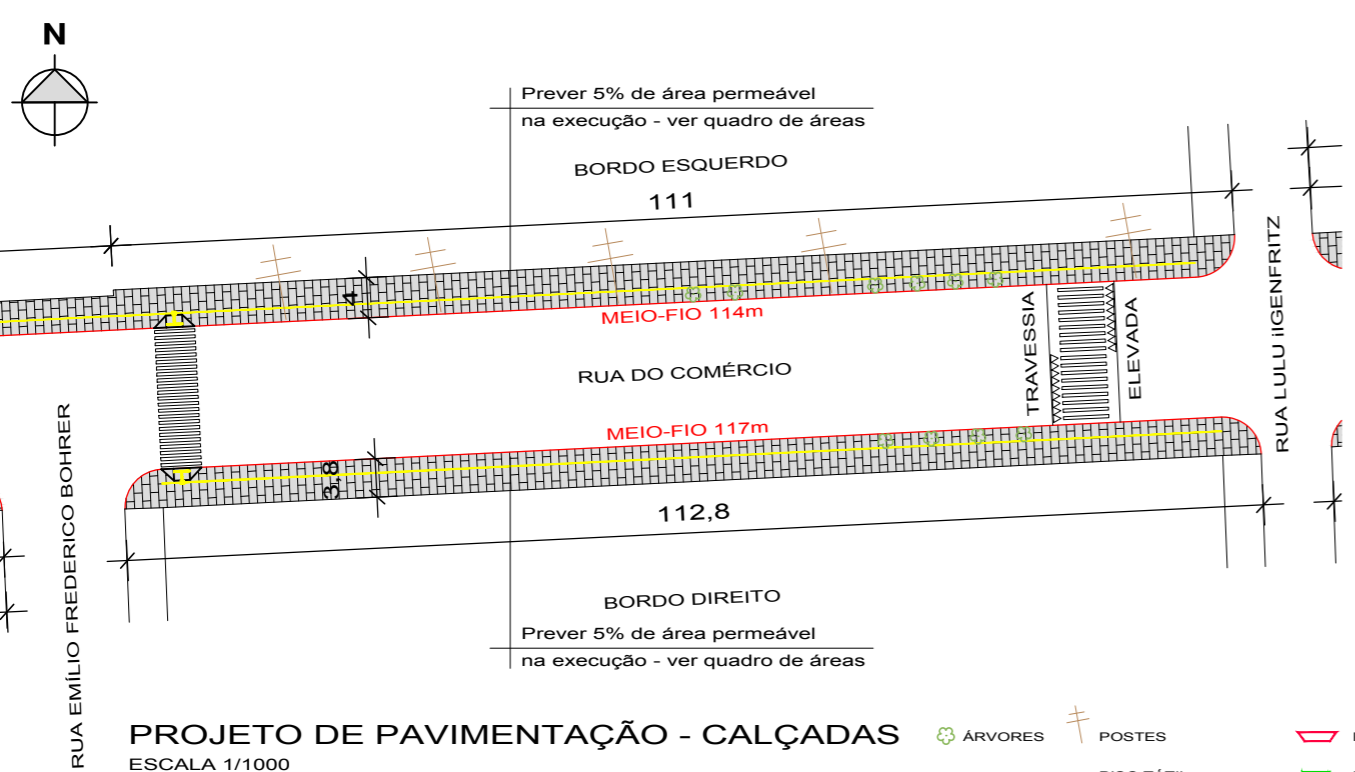 N
Prever 5% de área permeável
na execução - ver quadro de áreas
BORDO ESQUERDO
111
4
MEIO-FIO 114m
RUA DO COMÉRCIO
TRAVESSIA
ELEVADA
RUA LULU iIGENFRITZ
RUA EMÍLIO FREDERICO BOHRER
MEIO-FIO 117m
3,8
112,8
BORDO DIREITO
Prever 5% de área permeável
na execução - ver quadro de áreas
PROJETO DE PAVIMENTAÇÃO - CALÇADAS
ESCALA 1/1000
ÁRVORES
POSTES